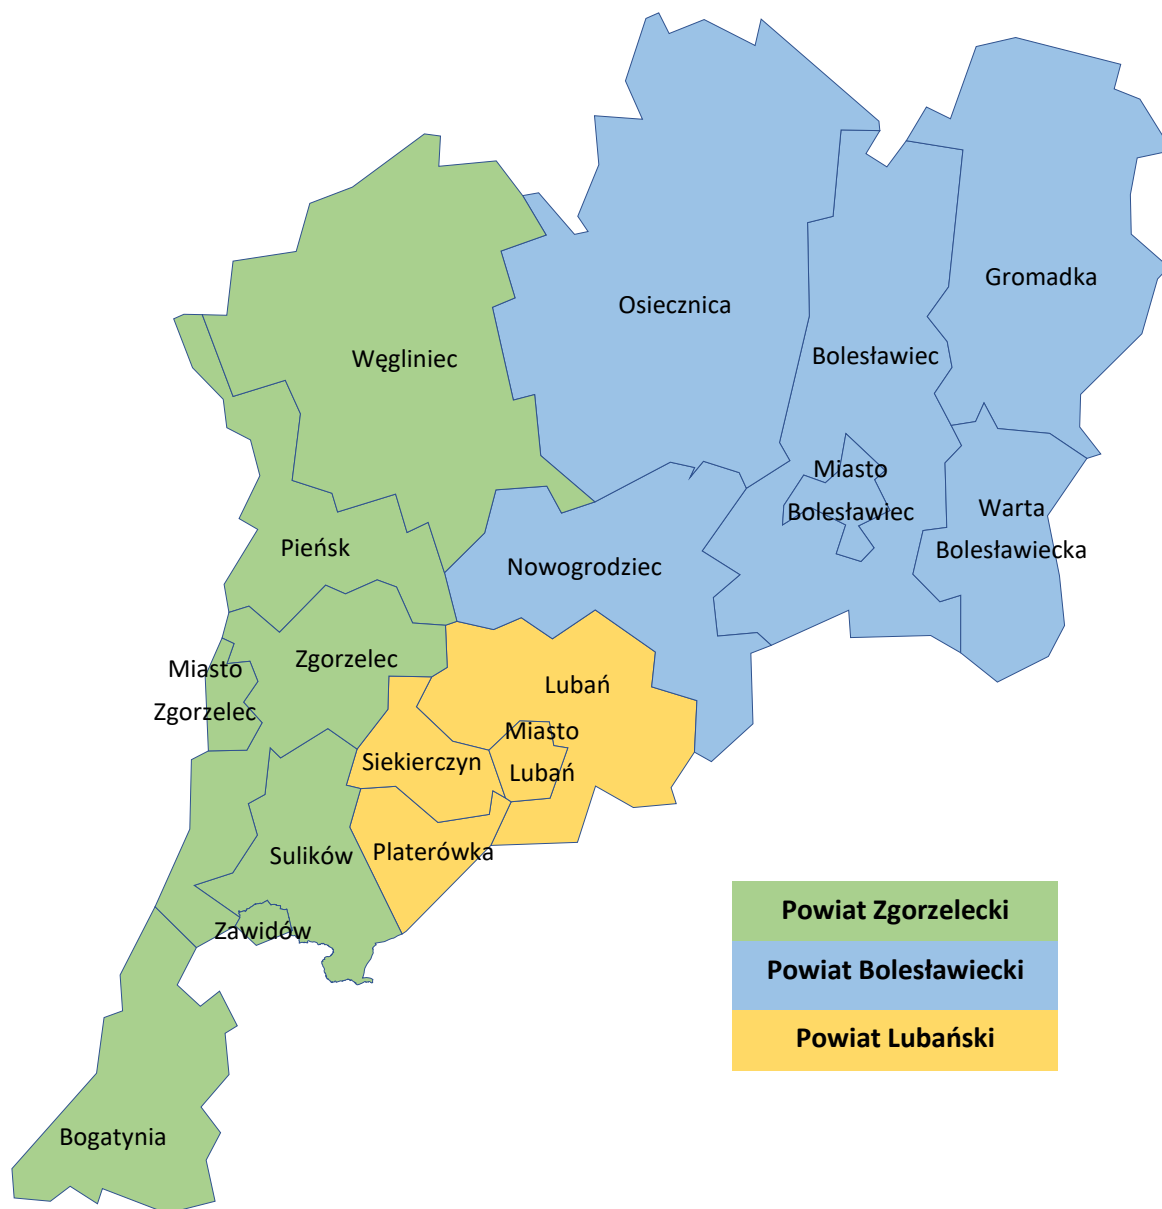 Gromadka
Osiecznica
Węgliniec
Bolesławiec
Miasto
Bolesławiec
Warta
Bolesławiecka
Pieńsk
Nowogrodziec
Zgorzelec
Miasto
Zgorzelec
Lubań
Miasto
Lubań
Siekierczyn
Platerówka
Sulików
Zawidów
Bogatynia
Powiat Zgorzelecki
Powiat Bolesławiecki
Powiat Lubański